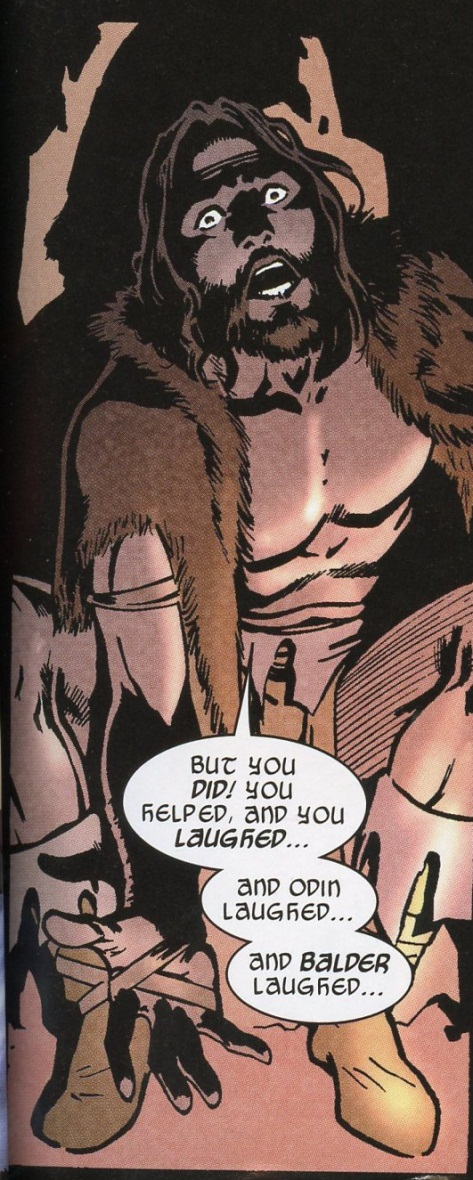 BUT YOU
DID! YOU
HELPED, AND YOU
LAUGHED...
AND ODIN
LAUGHED...
AND BALDER
LAUGHED...